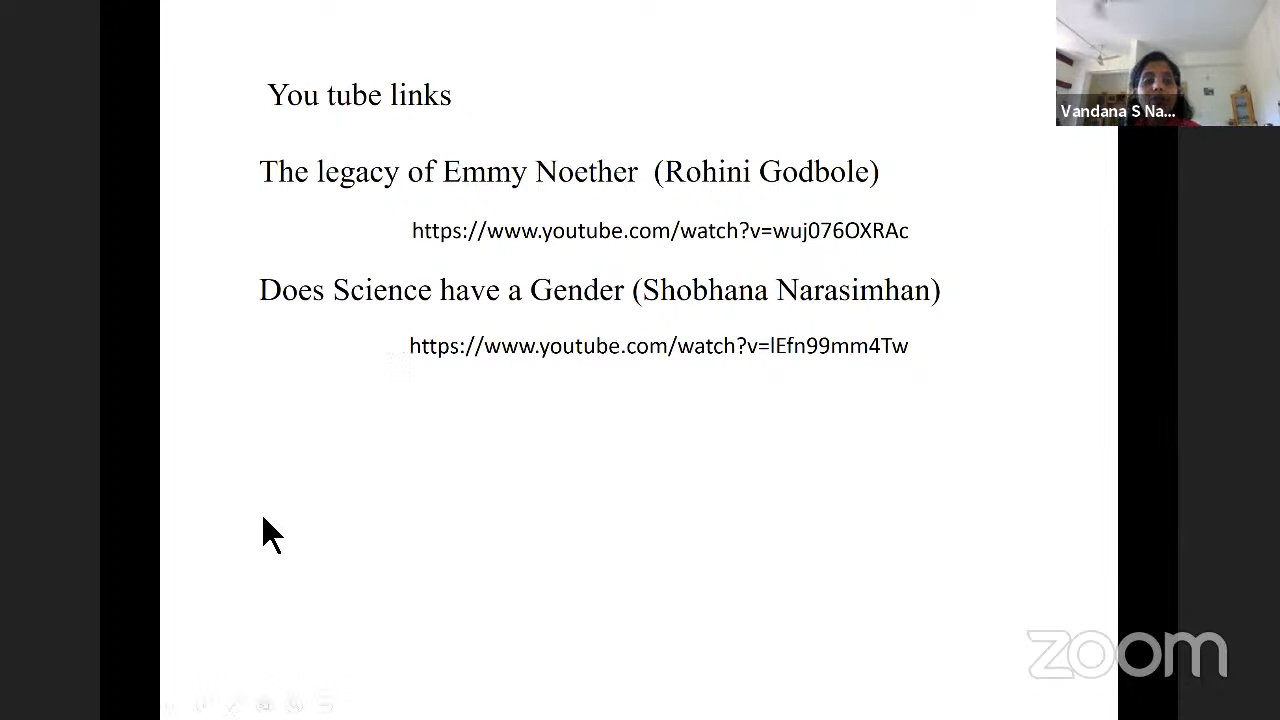 You tube links
The legacy of Emmy Noether (Rohini Godbole)
https://www.youtube.com/watch?v=wuj076OXRAc
Does Science have a Gender (Shobhana Narasimhan)
https://www.youtube.com/watch?v=lEfn99mm4Tw
Vandana S Na...
zoom